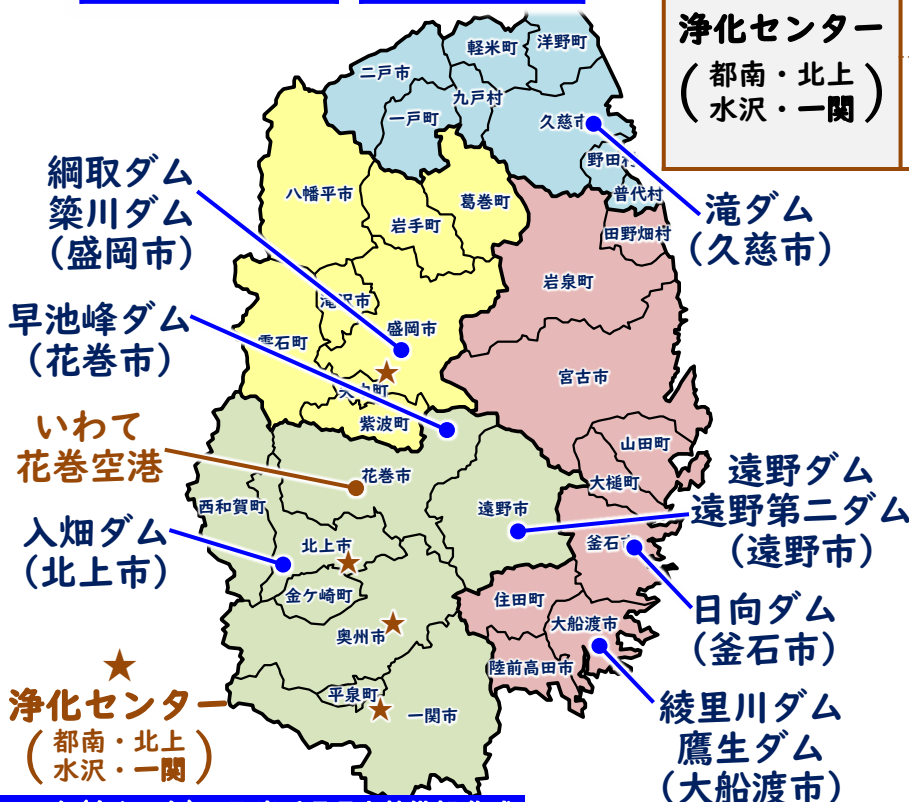 浄化センター
(都南・北上
水沢・一関)
軽米町
洋野町
二戸市
九戸村
一戸町
久慈市
野田村
普代村
綱取ダム
簗川ダム
(盛岡市)
八幡平市
葛巻町
岩手町
田野畑村
滝ダム
(久慈市)
岩泉町
滝沢市
早池峰ダム
(花巻市)
盛岡市
雫石町
矢巾町
宮古市
紫波町
いわて
花巻空港
山田町
花巻市
大槌町
遠野ダム
遠野第二ダム
(遠野市)
西和賀町
遠野市
入畑ダム
(北上市)
北上市
釜石市
金ケ崎町
住田町
日向ダム
(釜石市)
奥州市
大船渡市
陸前高田市
★
浄化センター
(都南・北上
水沢・一関)
平泉町
一関市
綾里川ダム
鷹生ダム
(大船渡市)